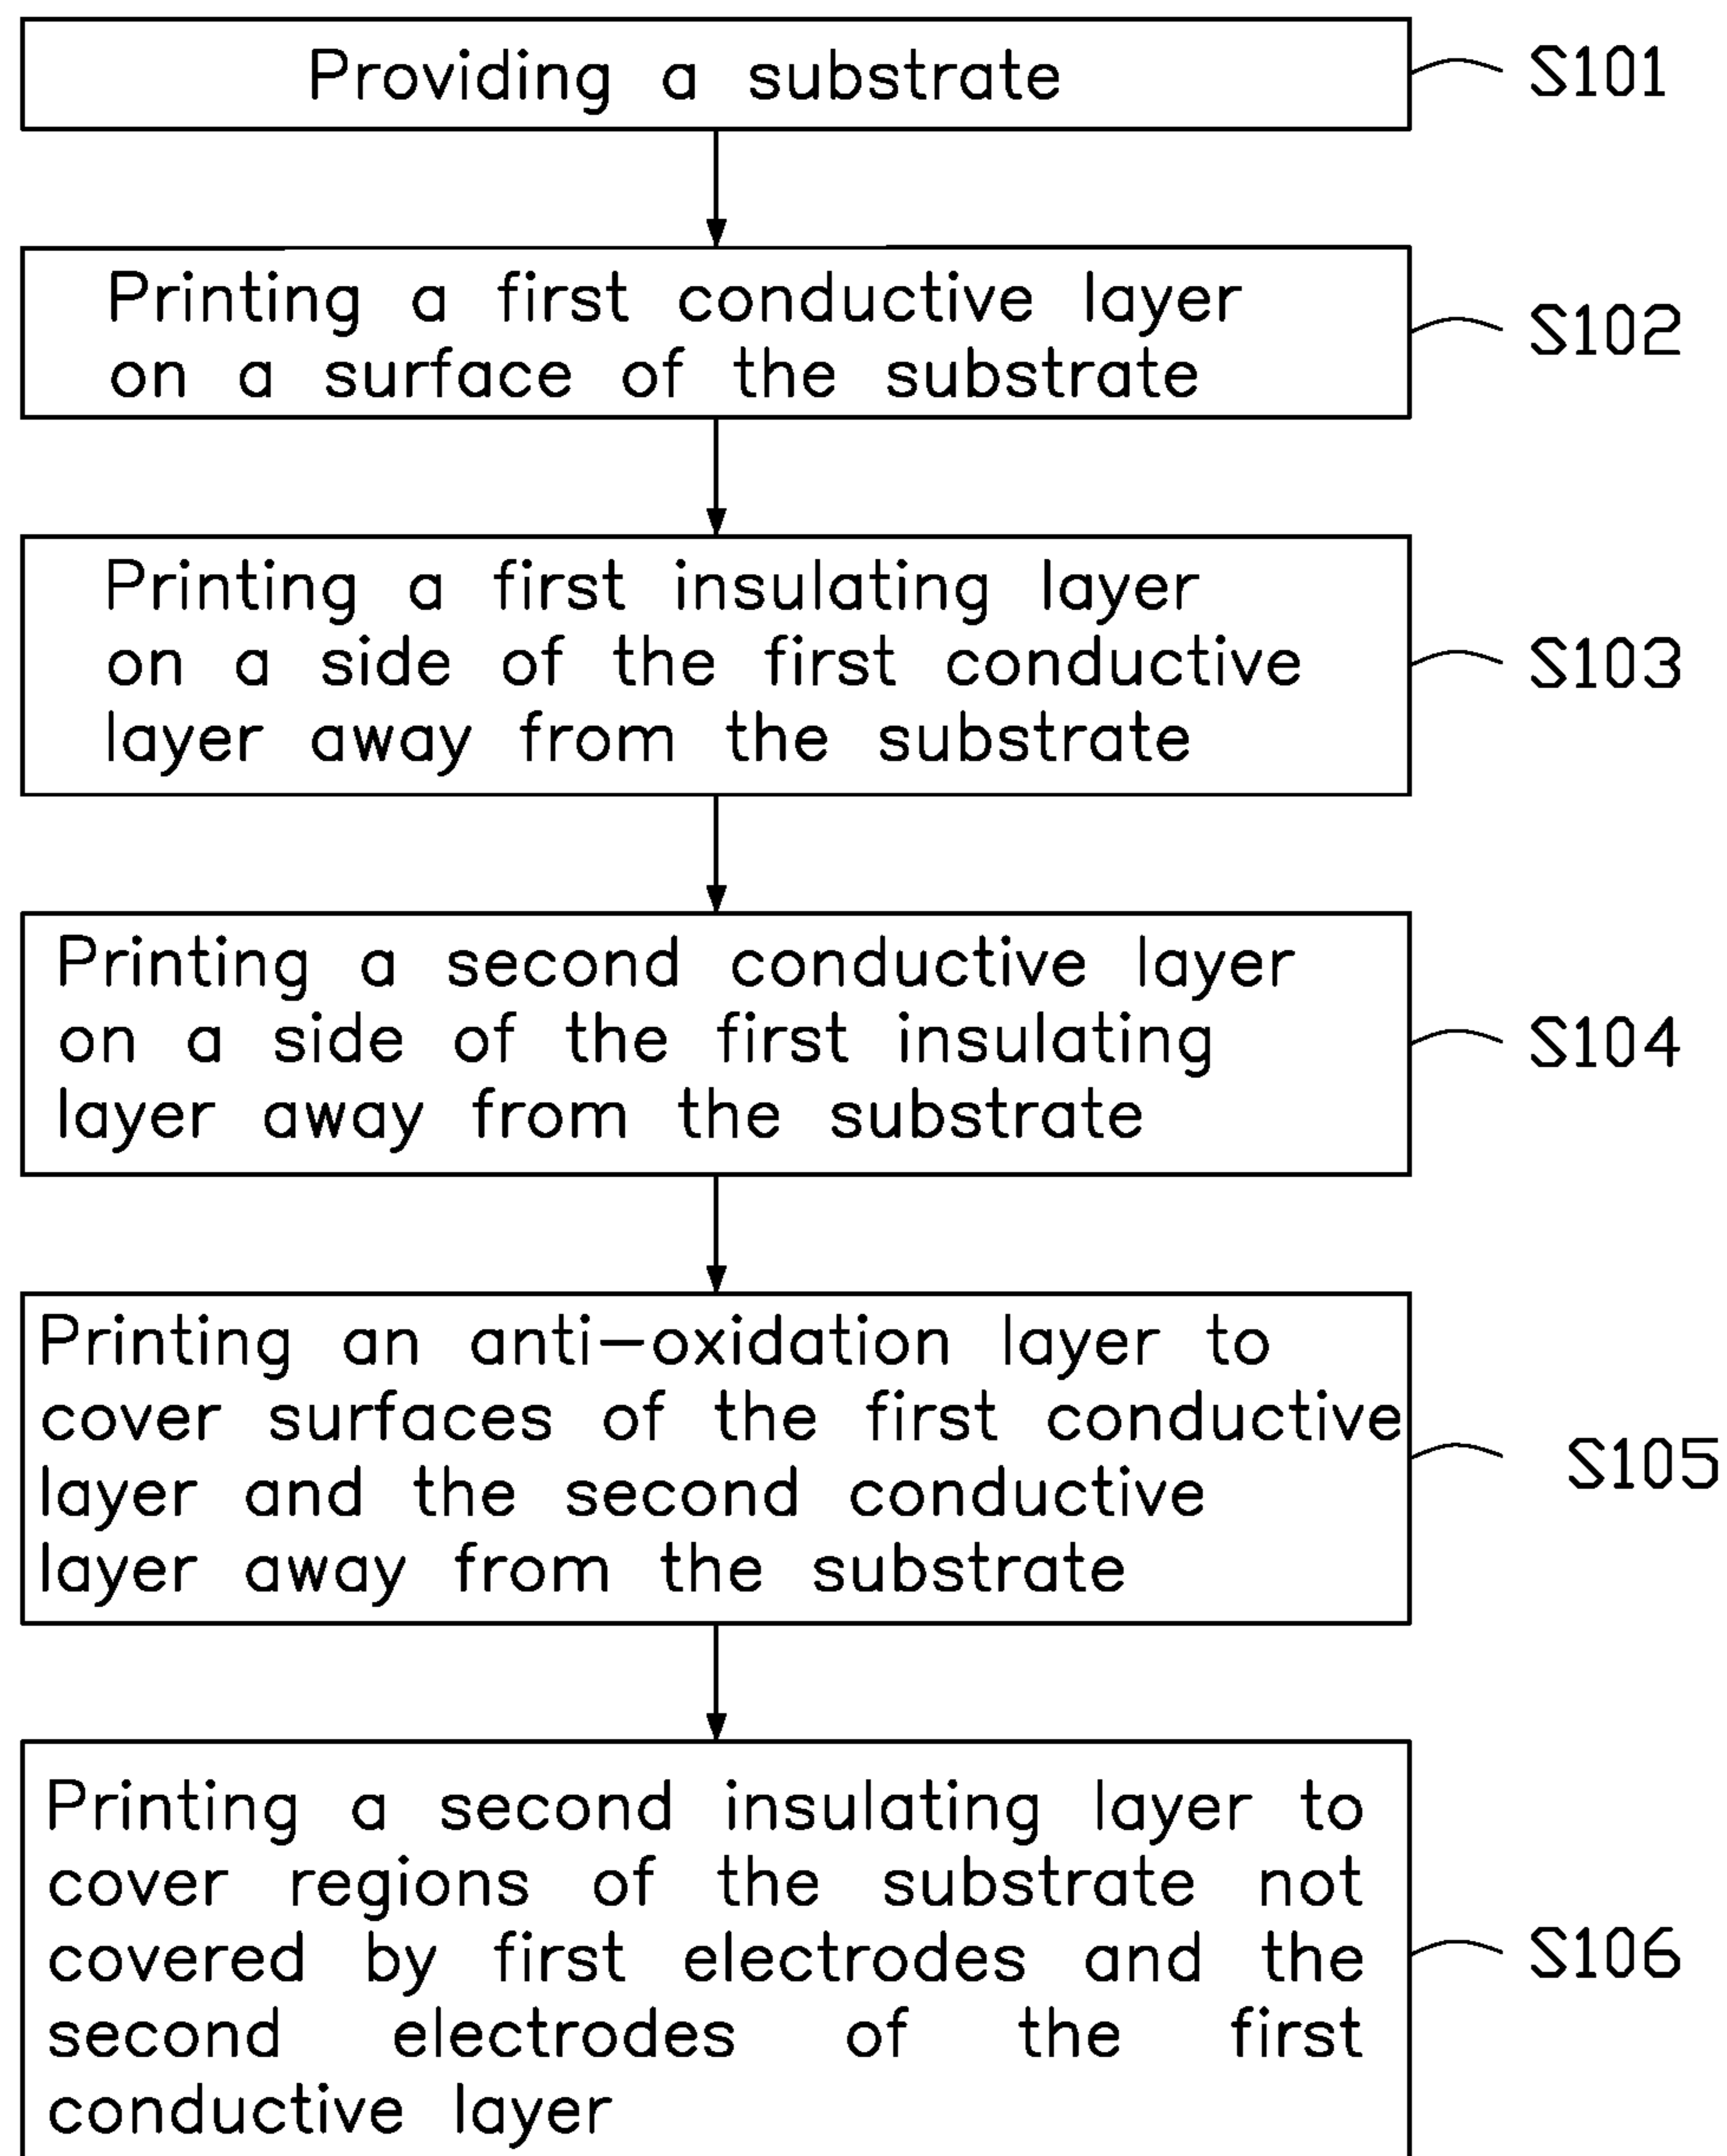 Providing a substrate
S101
Printing a first conductive layer
on a surface of the substrate
S102
Printing a first insulating layer
on a side of the first conductive
layer away from the substrate
S103
Printing a second conductive layer
on a side of the first insulating
layer away from the substrate
S104
Printing an anti-oxidation layer to
cover surfaces of the first conductive
layer and the second conductive
layer away from the substrate
S105
Printing a second insulating layer to
cover regions of the substrate not
covered by first electrodes and the
second electrodes of the first
conductive layer
S106